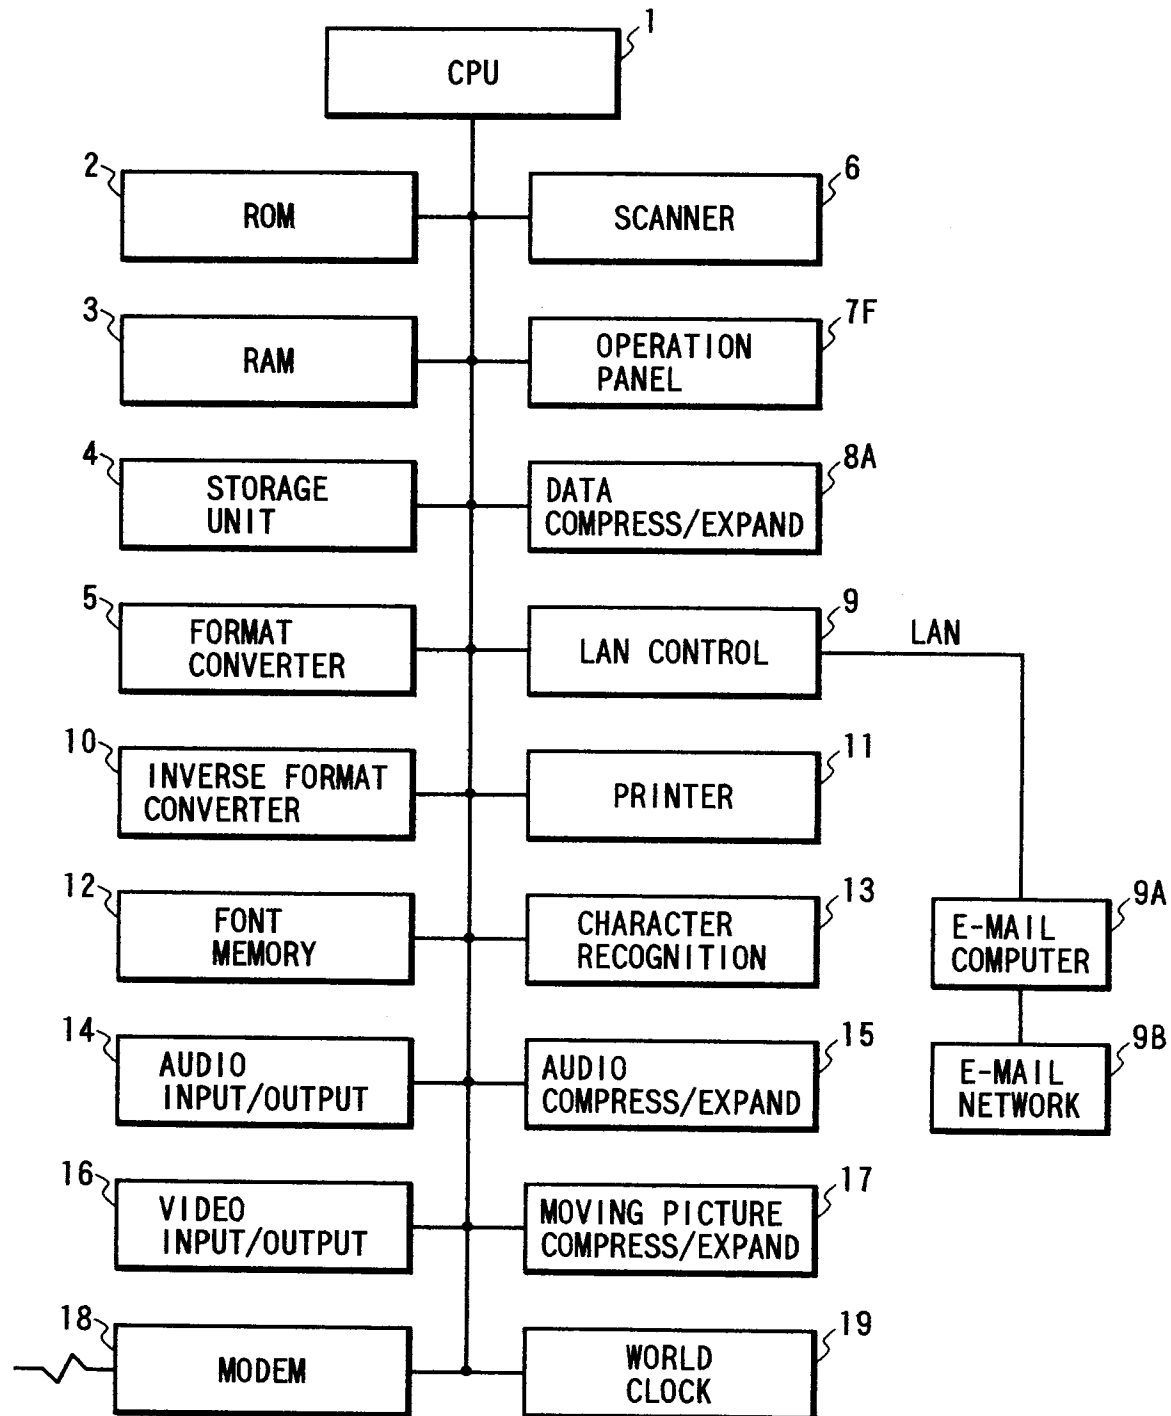 1
CPU
2
ROM
6
SCANNER
3
RAM
7F
OPERATION
PANEL
4
STORAGE
UNIT
8A
DATA
COMPRESS/EXPAND
5
FORMAT
CONVERTER
9
LAN CONTROL
LAN
10
INVERSE FORMAT
CONVERTER
11
PRINTER
12
FONT
MEMORY
13
CHARACTER
RECOGNITION
9A
E-MAIL
COMPUTER
14
AUDIO
INPUT/OUTPUT
15
AUDIO
COMPRESS/EXPAND
9B
E-MAIL
NETWORK
16
VIDEO
INPUT/OUTPUT
17
MOVING PICTURE
COMPRESS/EXPAND
18
MODEM
19
WORLD
CLOCK